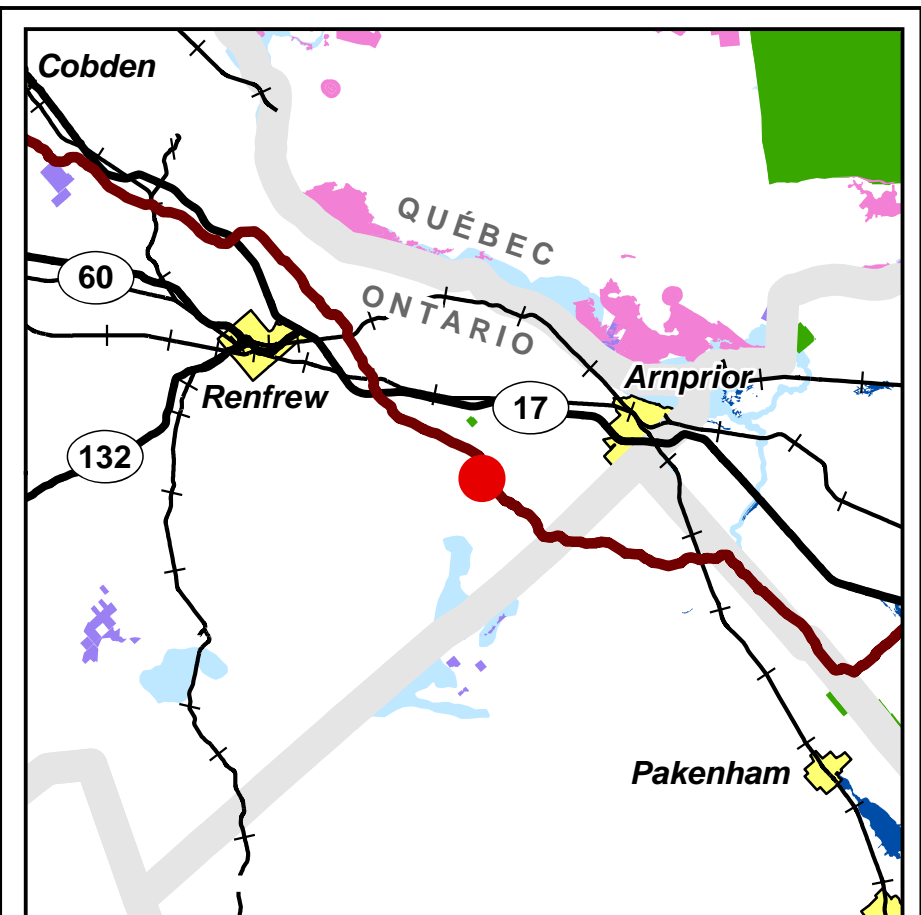 Cobden
QUÉBEC
60
ONTARIO
Arnprior
Renfrew
17
132
Pakenham